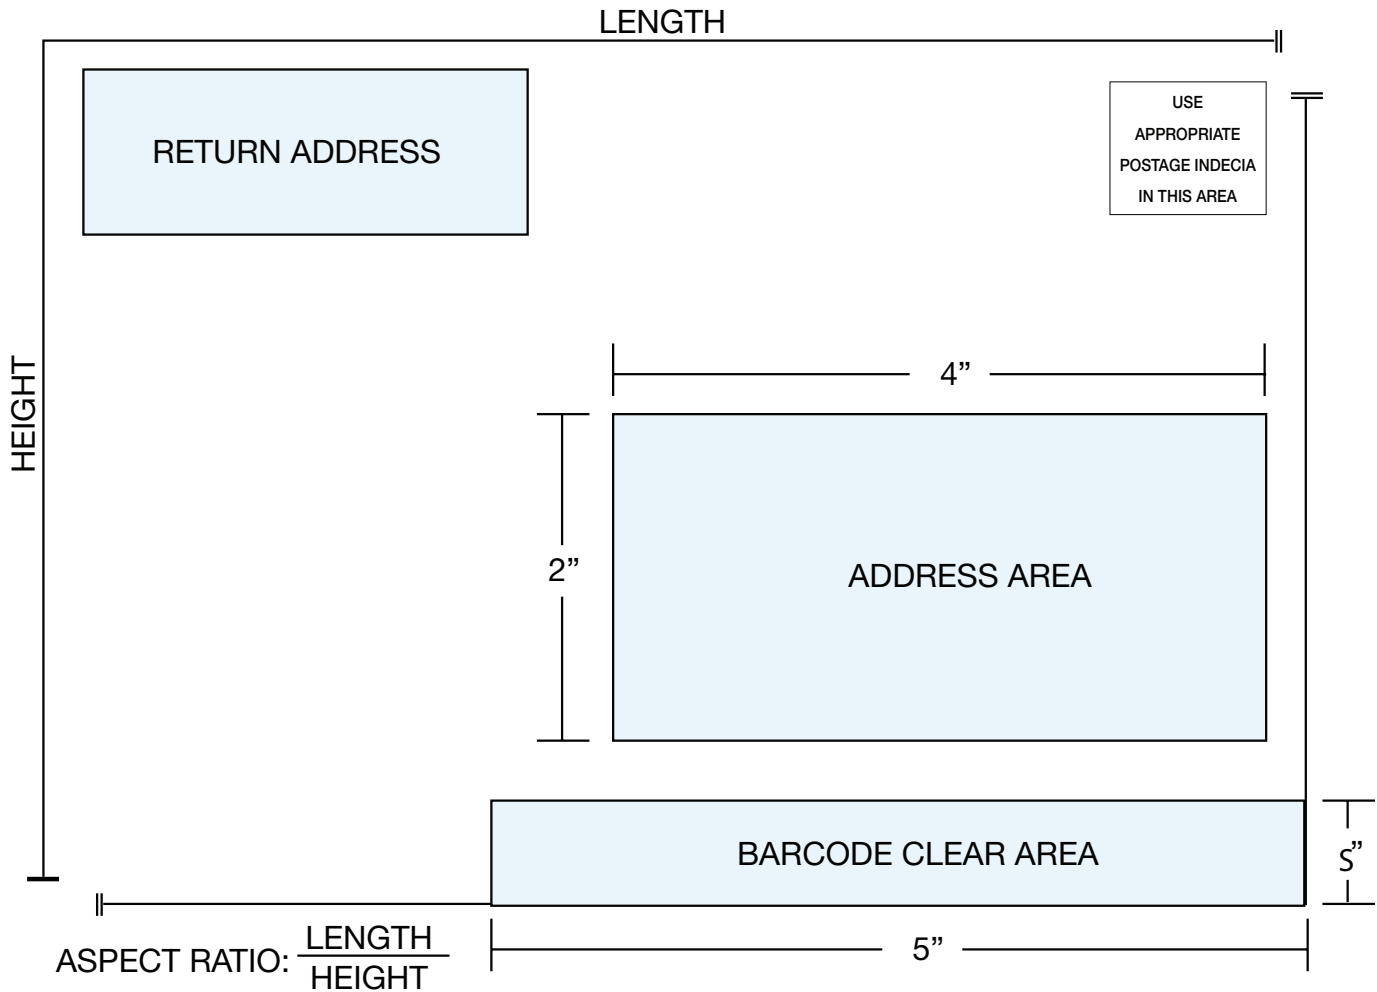 LENGTH
RETURN ADDRESS
USE
APPROPRIATE
POSTAGE INDECIA
IN THIS AREA
HEIGHT
4”
2”
ADDRESS AREA
BARCODE CLEAR AREA
S”
5”
ASPECT RATIO: LENGTH
HEIGHT